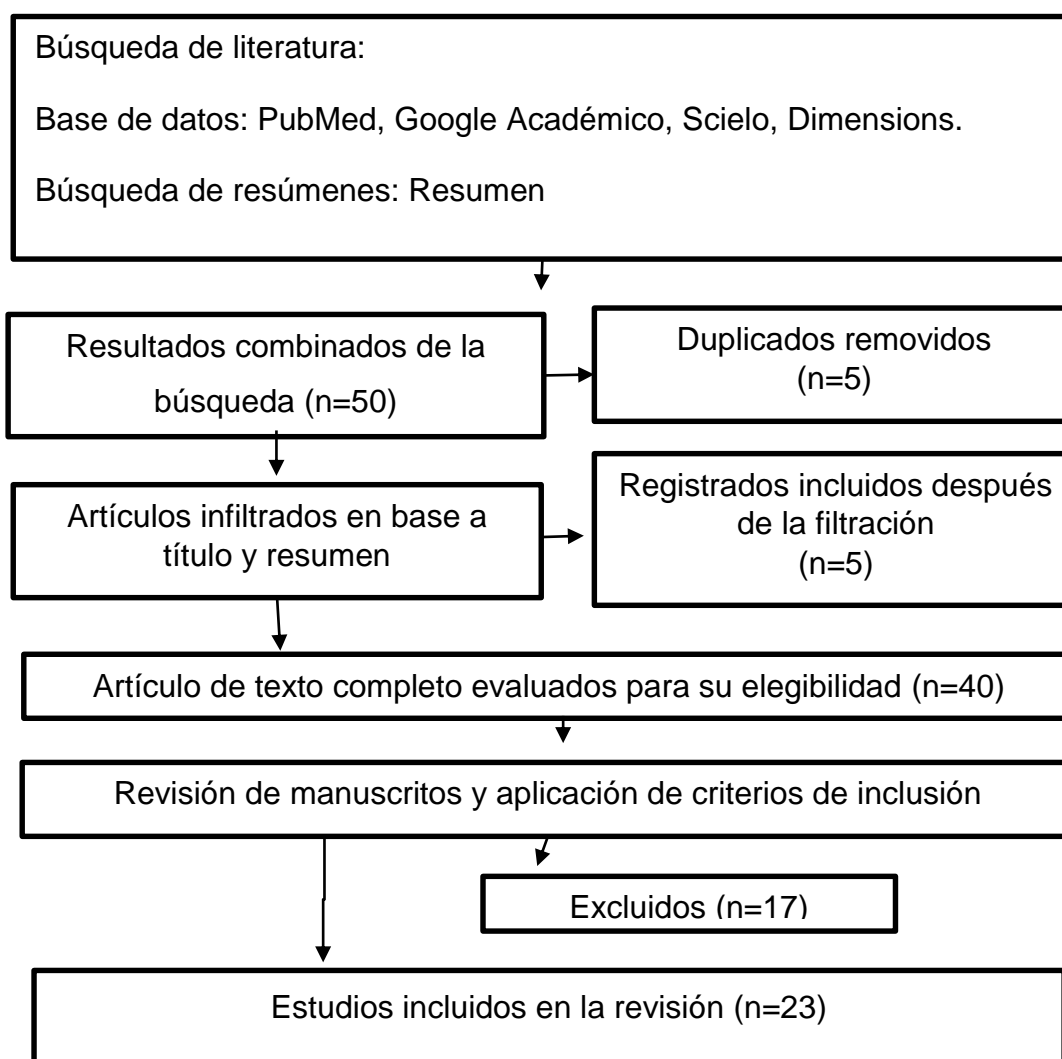 Búsqueda de literatura:
Base de datos: PubMed, Google Académico, Scielo, Dimensions.
Búsqueda de resúmenes: Resumen
Resultados combinados de la
búsqueda (n=50)
Duplicados removidos
(n=5)
Artículos infiltrados en base a
título y resumen
Registrados incluidos después
de la filtración
(n=5)
Artículo de texto completo evaluados para su elegibilidad (n=40)
Revisión de manuscritos y aplicación de criterios de inclusión
Excluidos (n=17)
Estudios incluidos en la revisión (n=23)